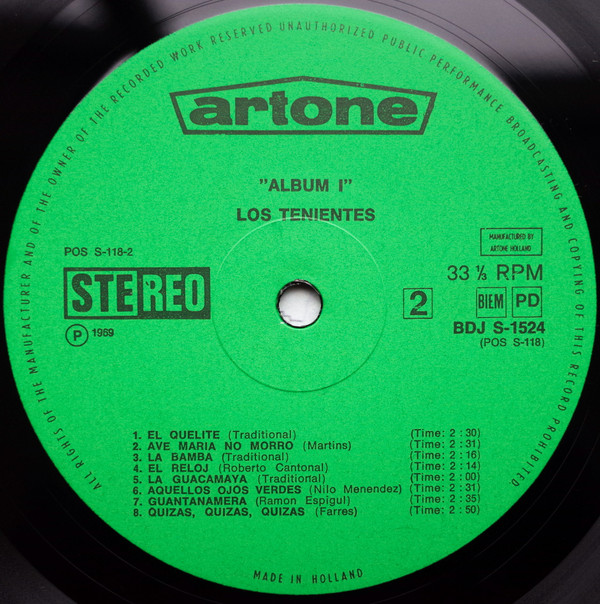 ALL RIGHTS OF THE MANUFACTURER AND OF THE OWNER OF THE RECORDED WORK RESERVED UNAUTHORIZED PUBLIC PERFORMANCE BROADCASTING AND COPYING OF THIS RECORD PROHIBITED
artone
"ALBUM I"
LOS TENIENTES
MANUFACTURED BY
ARTONE HOLLAND
POS S-118-2
STEREO
33 ⅓ RPM
2
BIEM PD
BDJ S-1524
(POS S-118)
Ⓟ 1969
1. EL QUELITE (Traditional) (Time: 2 : 30)
2. AVE MARIA NO MORRO (Martins) (Time: 2 : 31)
3. LA BAMBA (Traditional) (Time: 2 : 16)
4. EL RELOJ (Roberto Cantonal) (Time: 2 : 14)
5. LA GUACAMAYA (Traditional) (Time: 2 : 00)
6. AQUELLOS OJOS VERDES (Nilo Menendez) (Time: 2 : 31)
7. GUANTANAMERA (Ramon Espigul) (Time: 2 : 35)
8. QUIZAS, QUIZAS, QUIZAS (Farres) (Time: 2 : 50)
MADE IN HOLLAND